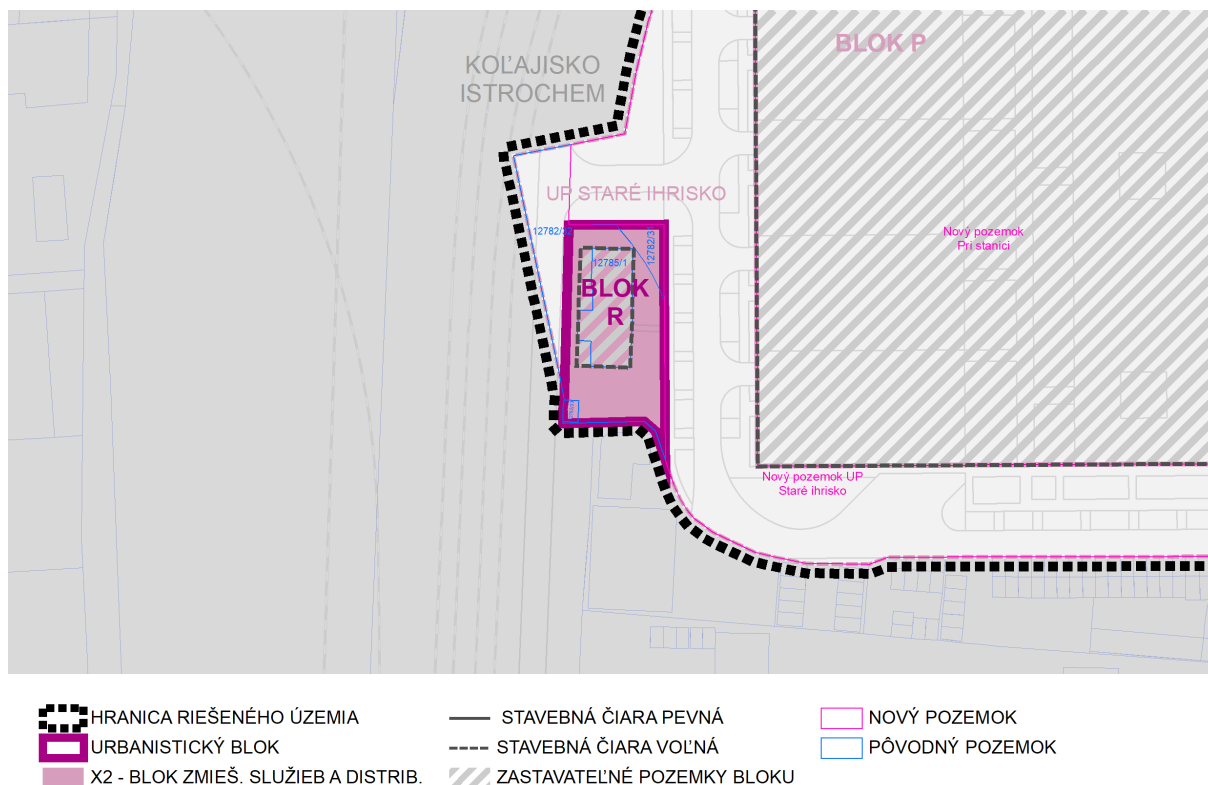 BLOK P
KOĽAJISKO
ISTROCHEM
UP STARÉ IHRISKO
12782/32
12782/31
Nový pozemok
Pri stanici
12785/1
BLOK
R
Nový pozemok UP
Staré ihrisko
HRANICA RIEŠENÉHO ÚZEMIA
STAVEBNÁ ČIARA PEVNÁ
NOVÝ POZEMOK
URBANISTICKÝ BLOK
STAVEBNÁ ČIARA VOĽNÁ
PÔVODNÝ POZEMOK
X2 - BLOK ZMIEŠ. SLUŽIEB A DISTRIB.
ZASTAVATEĽNÉ POZEMKY BLOKU